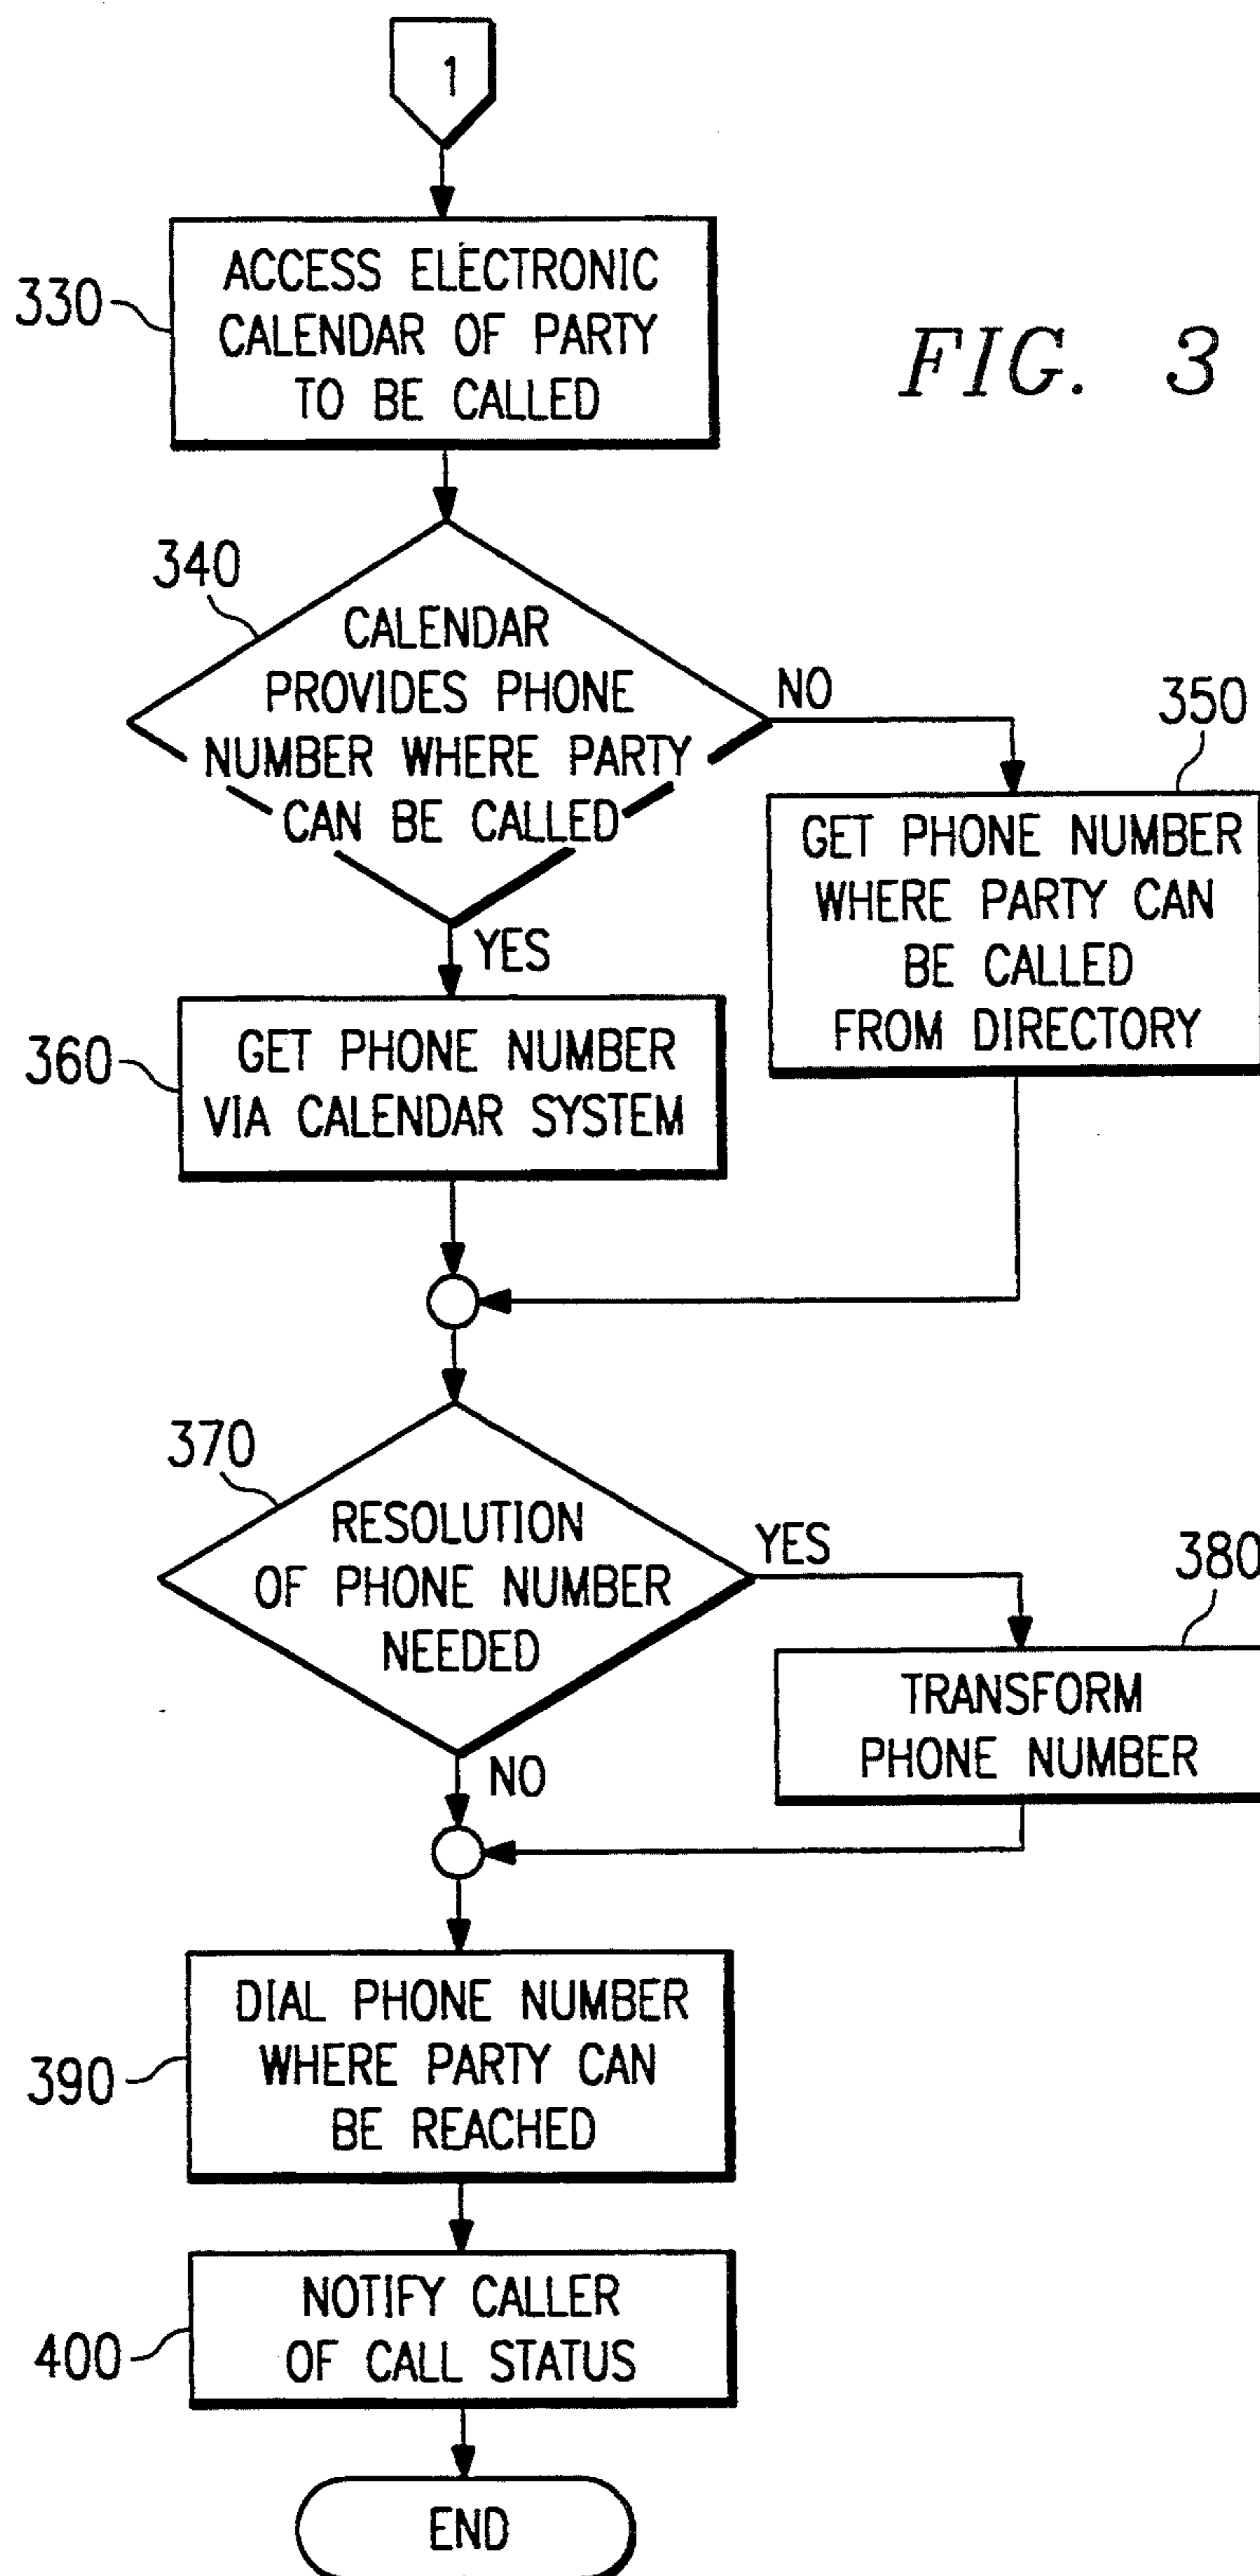 1
330
ACCESS ELECTRONIC
CALENDAR OF PARTY
TO BE CALLED
FIG. 3
340
CALENDAR
PROVIDES PHONE
NUMBER WHERE PARTY
CAN BE CALLED
NO
350
GET PHONE NUMBER
WHERE PARTY CAN
BE CALLED
FROM DIRECTORY
YES
360
GET PHONE NUMBER
VIA CALENDAR SYSTEM
370
RESOLUTION
OF PHONE NUMBER
NEEDED
YES
380
TRANSFORM
PHONE NUMBER
NO
390
DIAL PHONE NUMBER
WHERE PARTY CAN
BE REACHED
400
NOTIFY CALLER
OF CALL STATUS
END